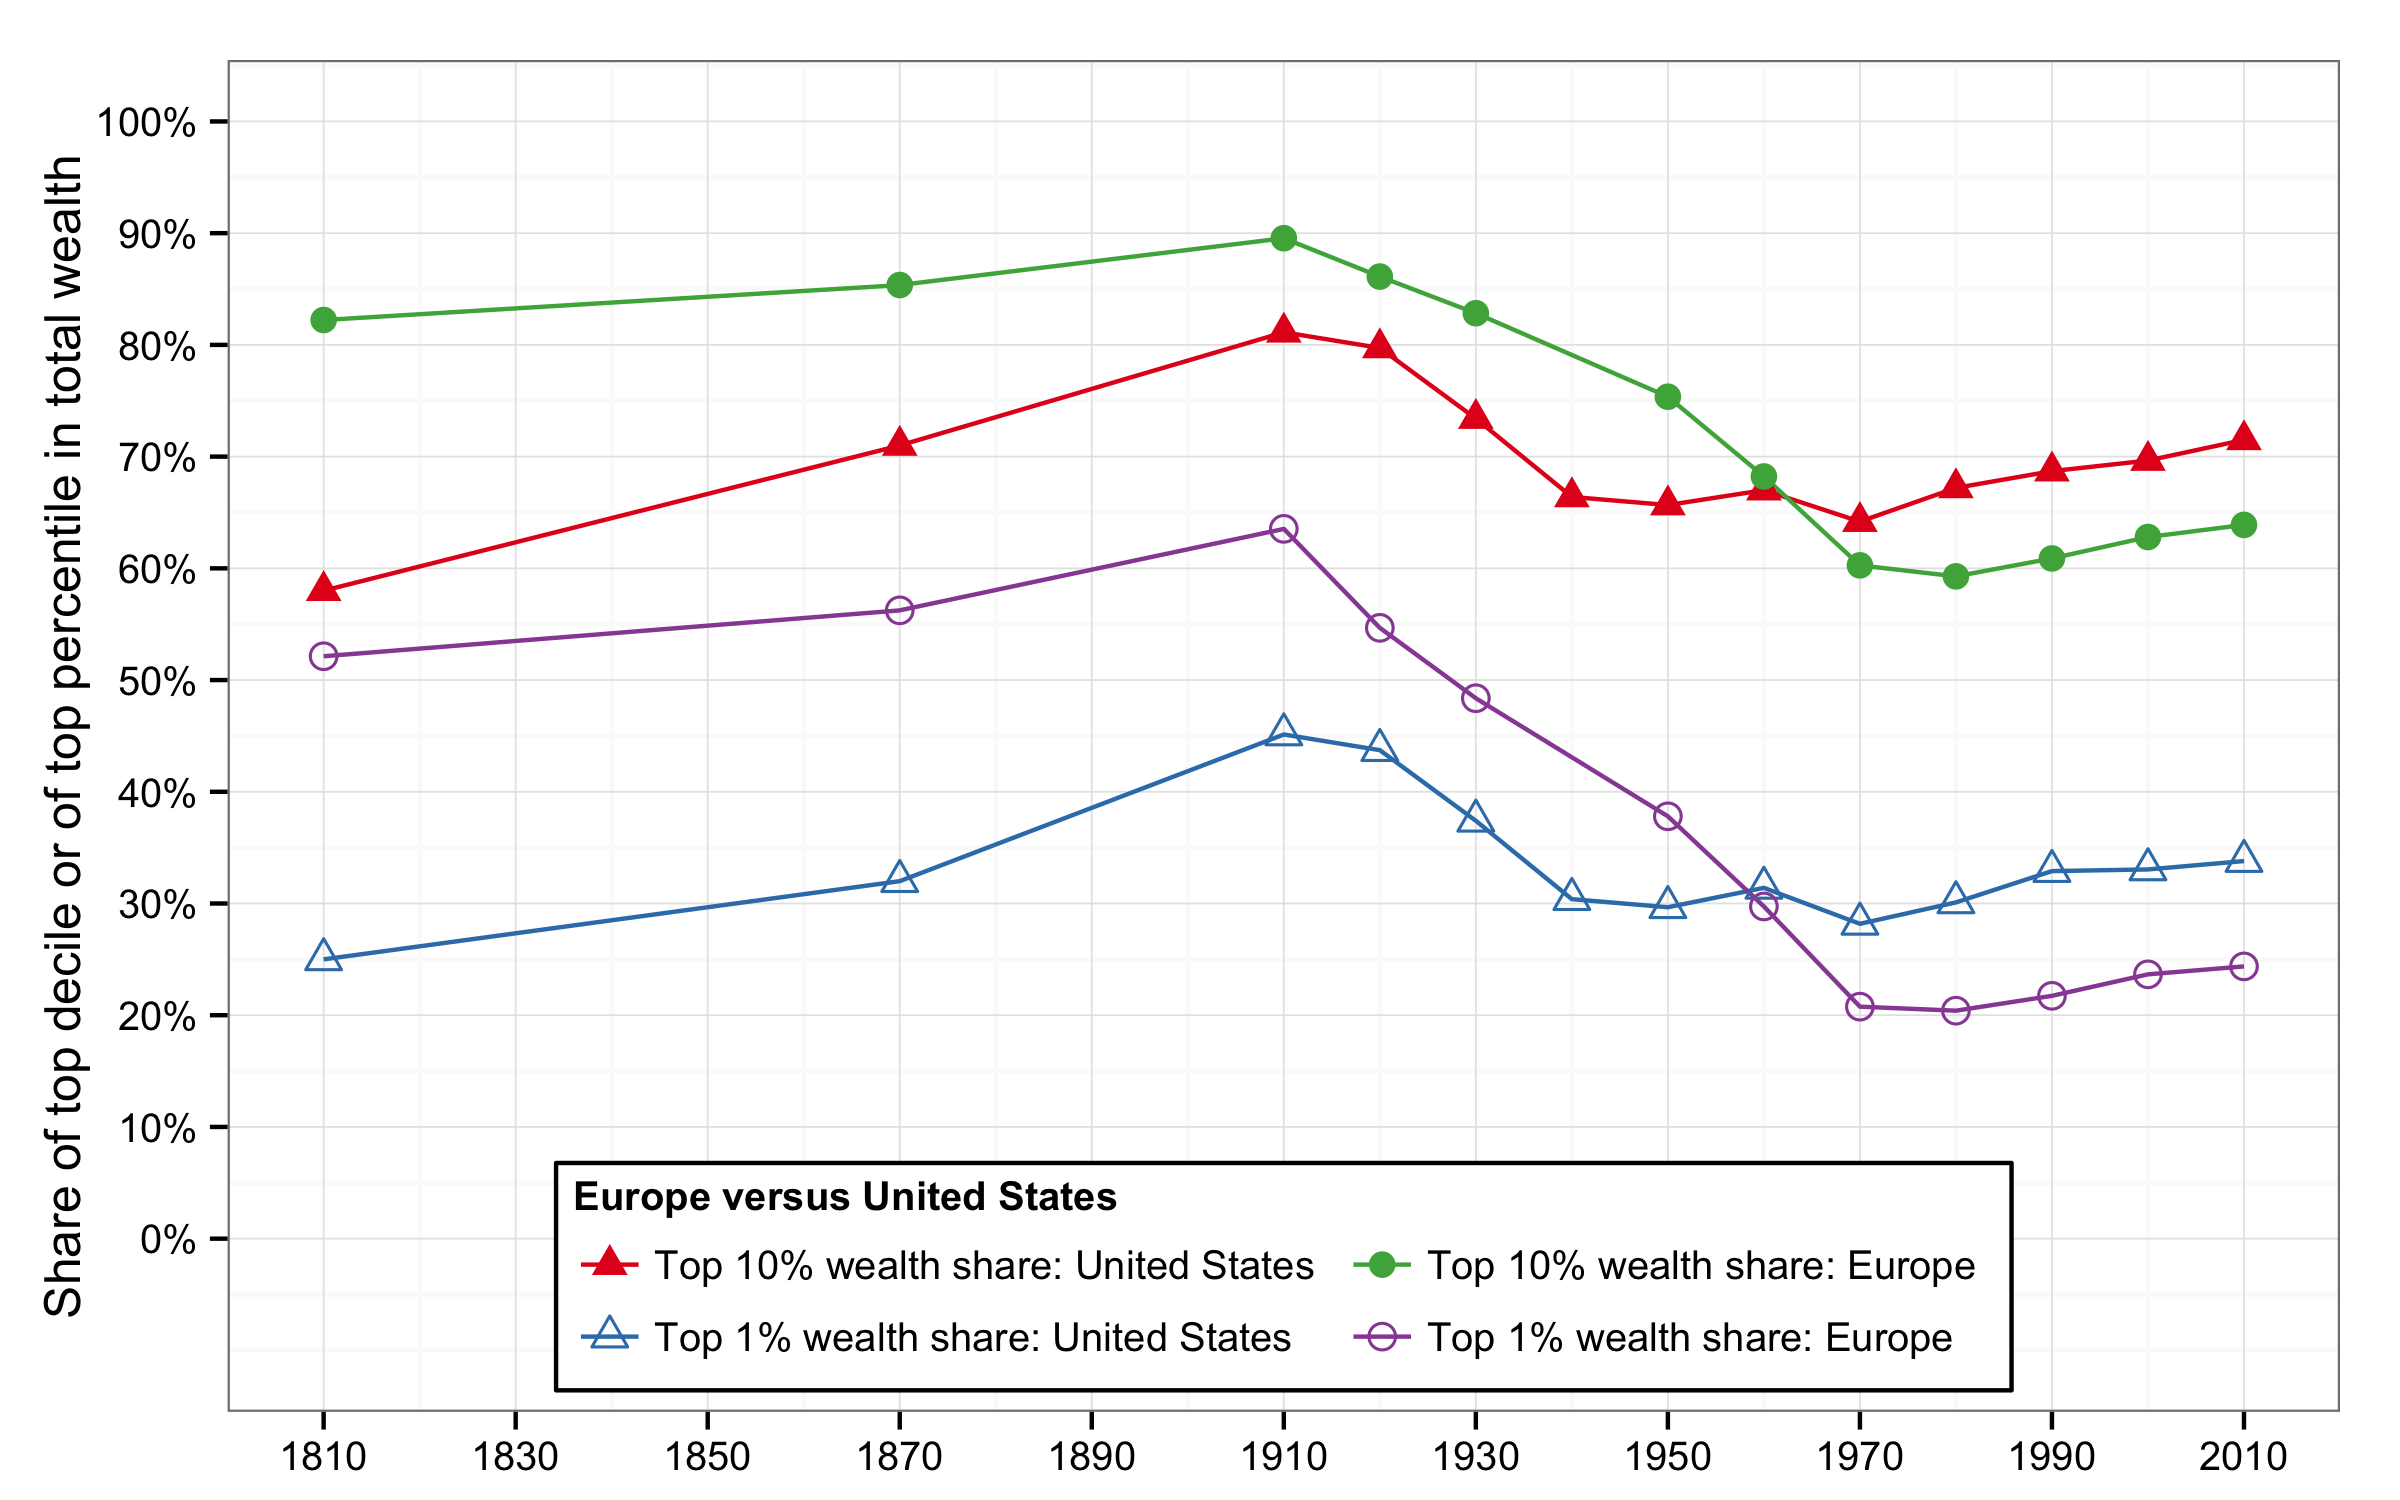 Share of top decile or of top percentile in total wealth
100%
90%
80%
70%
60%
50%
40%
30%
20%
10%
0%
Europe versus United States
Top 10% wealth share: United States
Top 10% wealth share: Europe
Top 1% wealth share: United States
Top 1% wealth share: Europe
1810 1830 1850 1870 1890 1910 1930 1950 1970 1990 2010